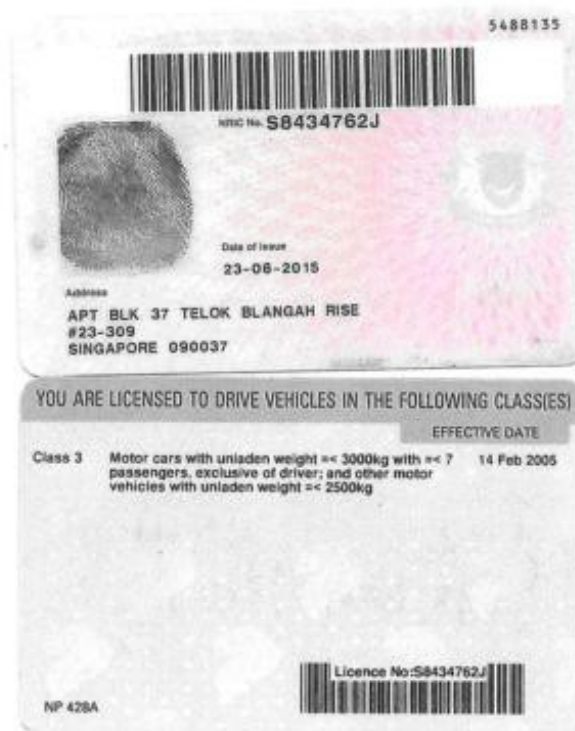 5488135
NRIC No. S8434762J
Date of Issue
23-06-2015
Address
APT BLK 37 TELOK BLANGAH RISE
#23-309
SINGAPORE 090037
YOU ARE LICENSED TO DRIVE VEHICLES IN THE FOLLOWING CLASS(ES)
EFFECTIVE DATE
Class 3 Motor cars with unladen weight =< 3000kg with =< 7 14 Feb 2005
passengers, exclusive of driver; and other motor
vehicles with unladen weight =< 2500kg
Licence No:S8434762J
NP 428A